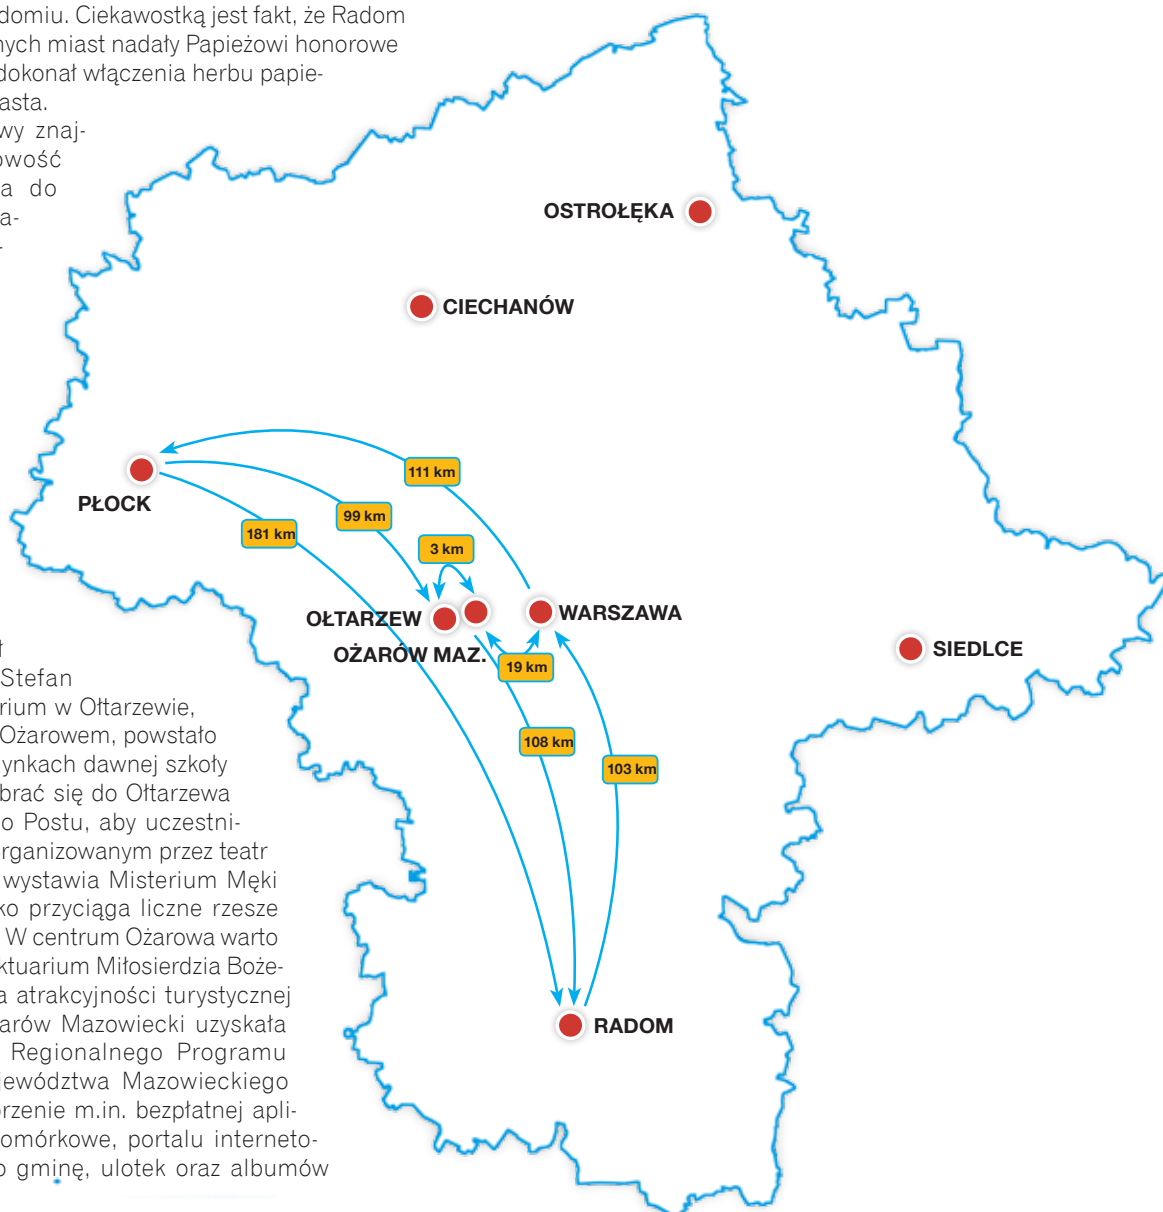 domiu. Ciekawostką jest fakt, że Radom
nych miast nadały Papieżowi honorowe
dokonał włączenia herbu papie-
asta.
wy znaj-
owość
a do
a-
-
OSTROŁĘKA
CIECHANÓW
111 km
PŁOCK
99 km
181 km
3 km
OŁTARZEW
WARSZAWA
OŻARÓW MAZ.
19 km
SIEDLCE
108 km
103 km
RADOM
Stefan
rium w Ołtarzewie,
Ożarowem, powstało
ynkach dawnej szkoły
brać się do Ołtarzewa
o Postu, aby uczestni-
rganizowanym przez teatr
wystawia Misterium Męki
ko przyciąga liczne rzesze
W centrum Ożarowa warto
ktuarium Miłosierdzia Boże-
a atrakcyjności turystycznej
arów Mazowiecki uzyskała
Regionalnego Programu
jewództwa Mazowieckiego
orzenie m.in. bezpłatnej apli-
omórkowe, portalu interneto-
o gminę, ulotek oraz albumów